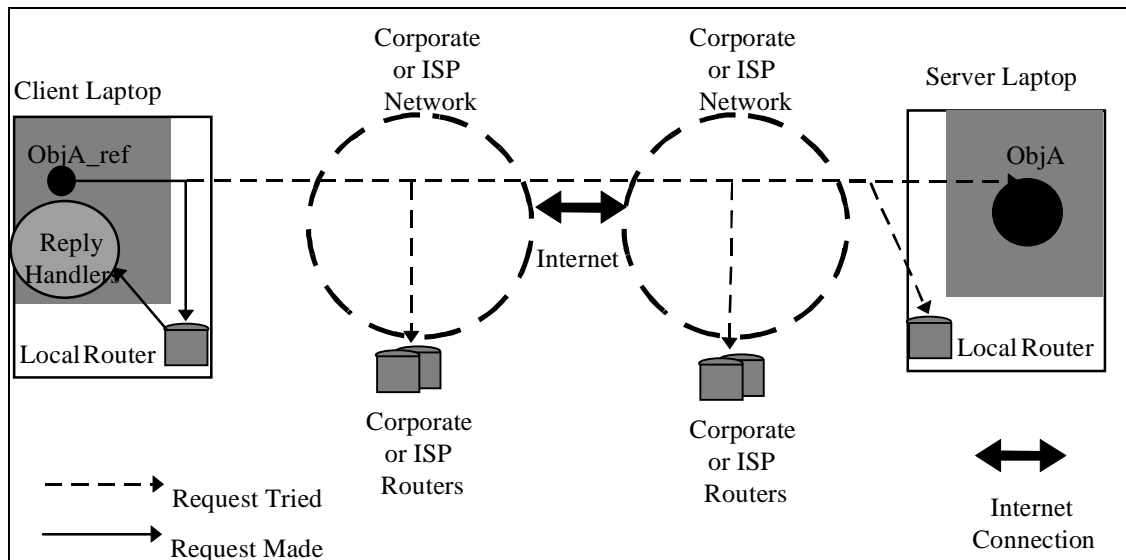 Corporate
or ISP
Network
Corporate
or ISP
Network
Client Laptop
Server Laptop
ObjA_ref
ObjA
Reply
Handlers
Internet
Local Router
Local Router
Corporate
or ISP
Routers
Corporate
or ISP
Routers
Request Tried
Request Made
Internet
Connection